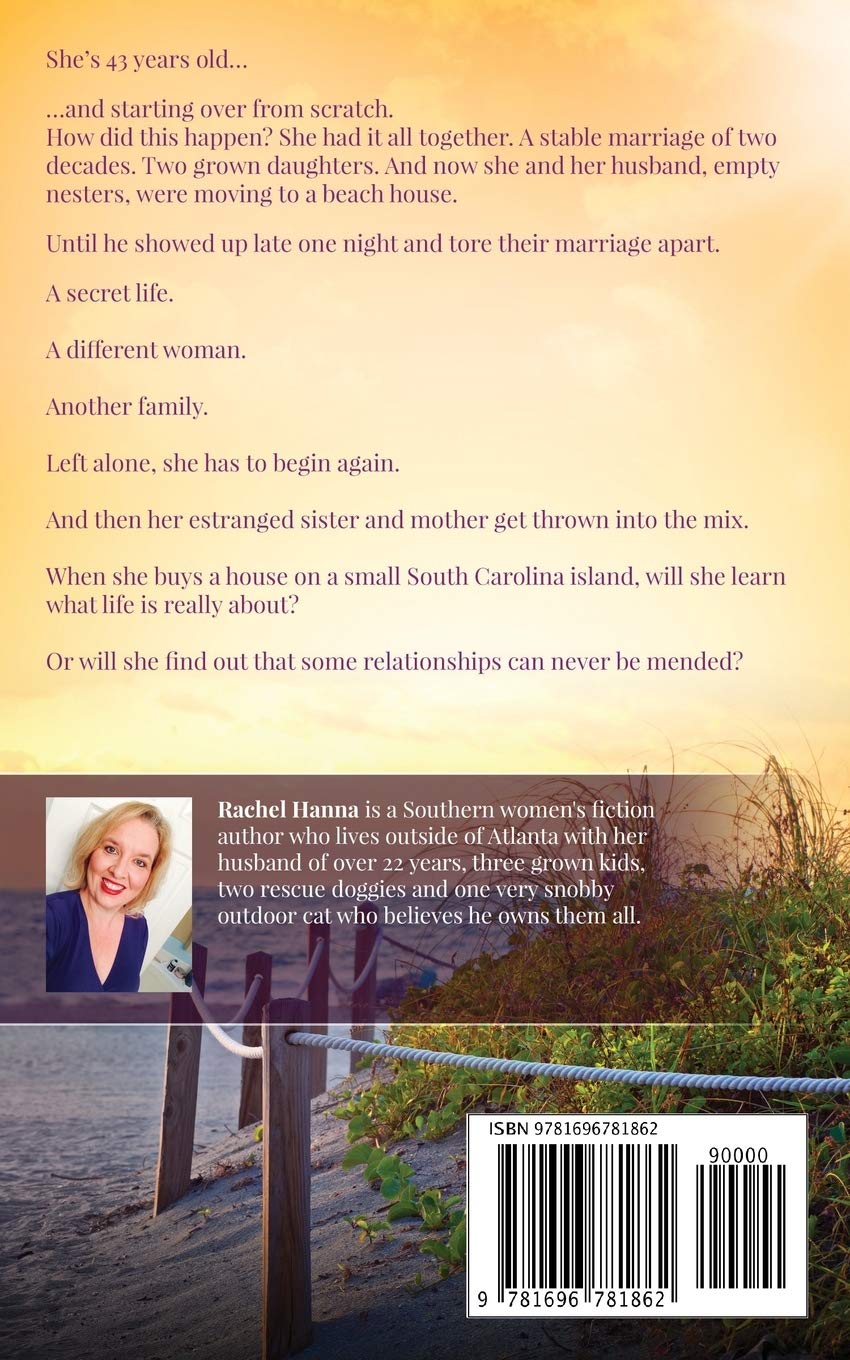 She’s 43 years old...
...and starting over from scratch.
How did this happen? She had it all together. A stable marriage of two
decades. Two grown daughters. And now she and her husband, empty
nesters, were moving to a beach house.
Until he showed up late one night and tore their marriage apart.
A secret life.
A different woman.
Another family.
Left alone, she has to begin again.
And then her estranged sister and mother get thrown into the mix.
When she buys a house on a small South Carolina island, will she learn
what life is really about?
Or will she find out that some relationships can never be mended?
Rachel Hanna is a Southern women's fiction
author who lives outside of Atlanta with her
husband of over 22 years, three grown kids,
two rescue doggies and one very snobby
outdoor cat who believes he owns them all.
ISBN 9781696781862
90000
9 781696 781862